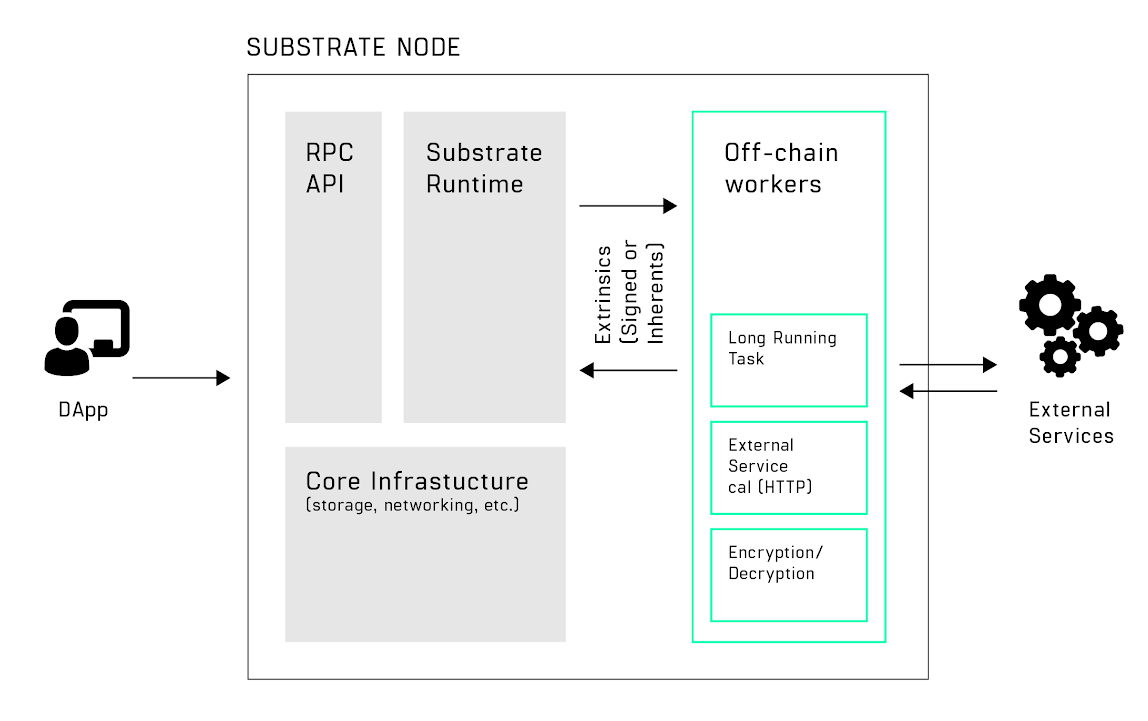 SUBSTRATE NODE
RPC
API
Substrate
Runtime
Off-chain
workers
Extrinsics
(Signed or
Inherents)
Long Running
Task
DApp
External
Services
External
Service
cal (HTTP)
Core Infrastucture
(storage, networking, etc.)
Encryption/
Decryption